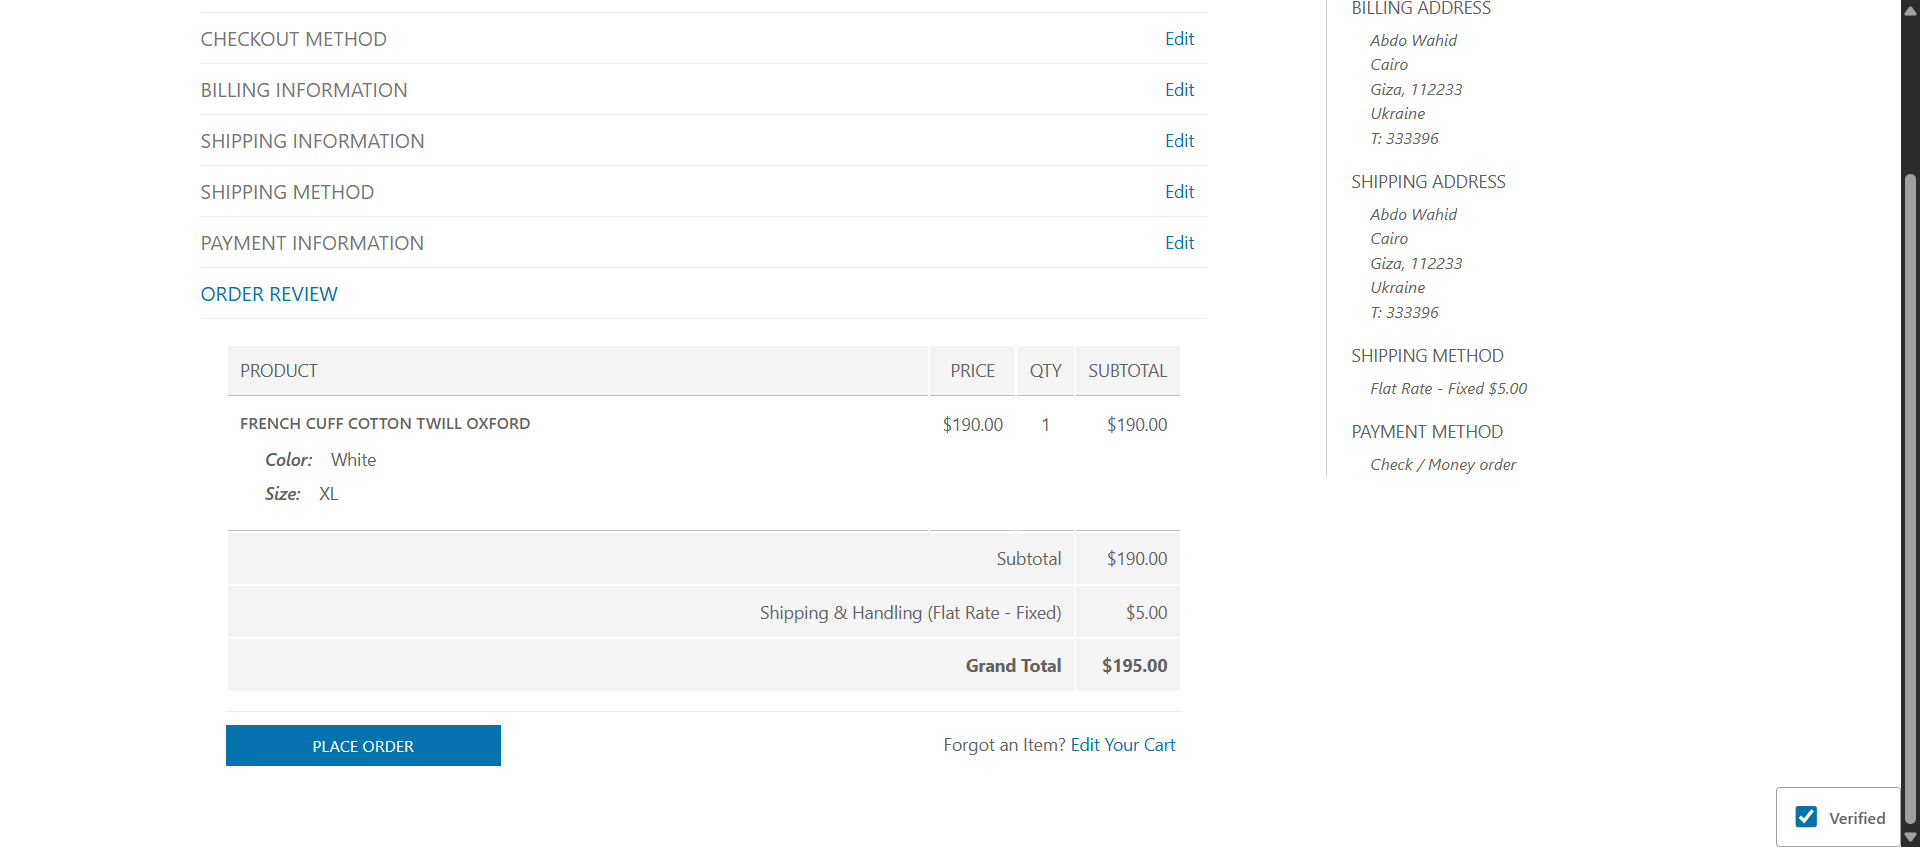 CHECKOUT METHOD Edit
BILLING INFORMATION Edit
SHIPPING INFORMATION Edit
SHIPPING METHOD Edit
PAYMENT INFORMATION Edit
ORDER REVIEW
PRODUCT PRICE QTY SUBTOTAL
FRENCH CUFF COTTON TWILL OXFORD $190.00 1 $190.00
Color: White
Size: XL
Subtotal $190.00
Shipping & Handling (Flat Rate - Fixed) $5.00
Grand Total $195.00
PLACE ORDER Forgot an Item? Edit Your Cart
BILLING ADDRESS
Abdo Wahid
Cairo
Giza, 112233
Ukraine
T: 333396
SHIPPING ADDRESS
Abdo Wahid
Cairo
Giza, 112233
Ukraine
T: 333396
SHIPPING METHOD
Flat Rate - Fixed $5.00
PAYMENT METHOD
Check / Money order
Verified